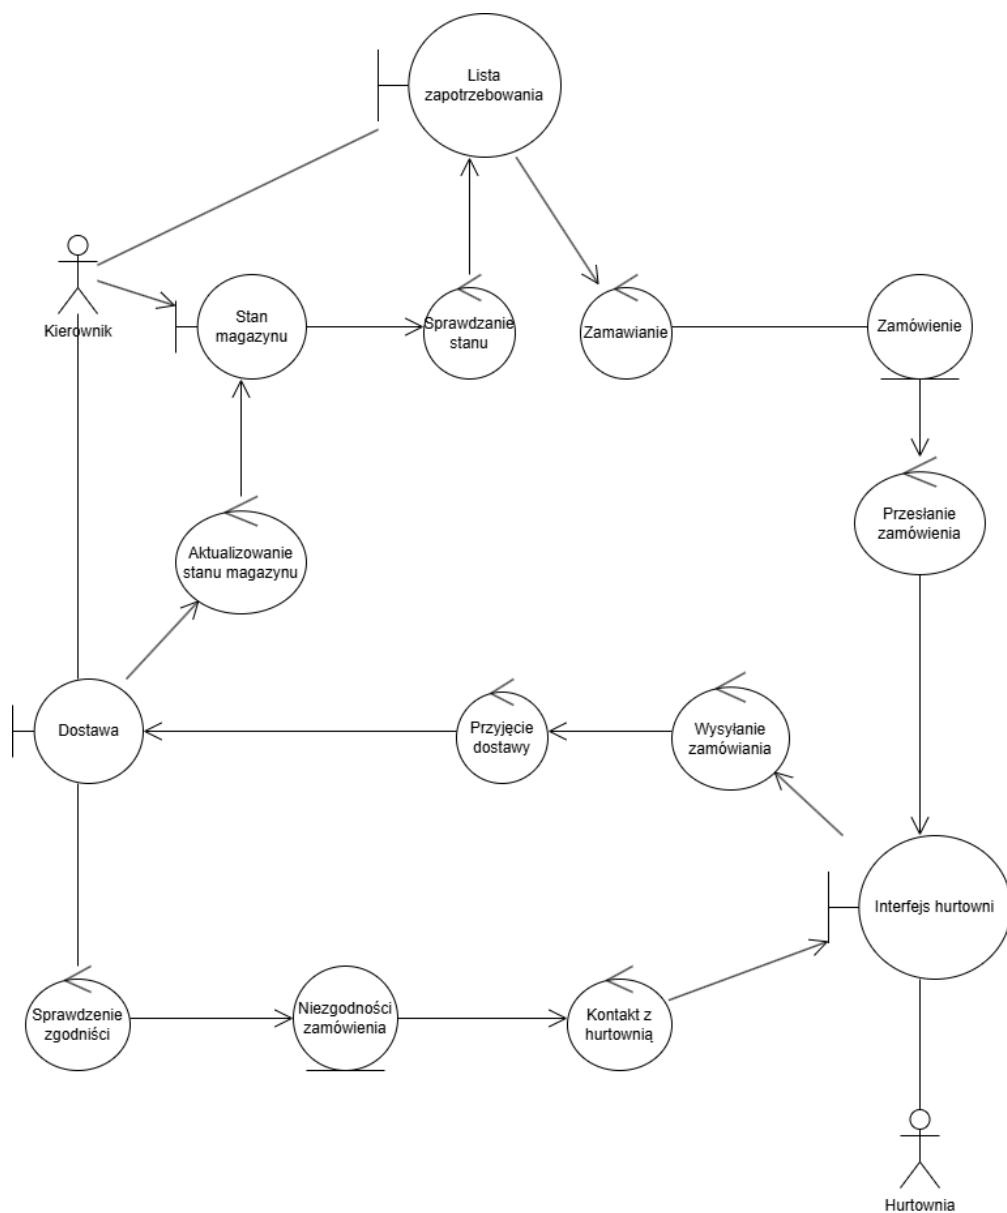 Lista
zapotrzebowania
Kierownik
Stan
magazynu
Sprawdzanie
stanu
Zamawianie
Zamówienie
Aktualizowanie
stanu magazynu
Przesłanie
zamówienia
Dostawa
Przyjęcie
dostawy
Wysyłanie
zamówiania
Interfejs hurtowni
Sprawdzenie
zgodniści
Niezgodności
zamówienia
Kontakt z
hurtownią
Hurtownia